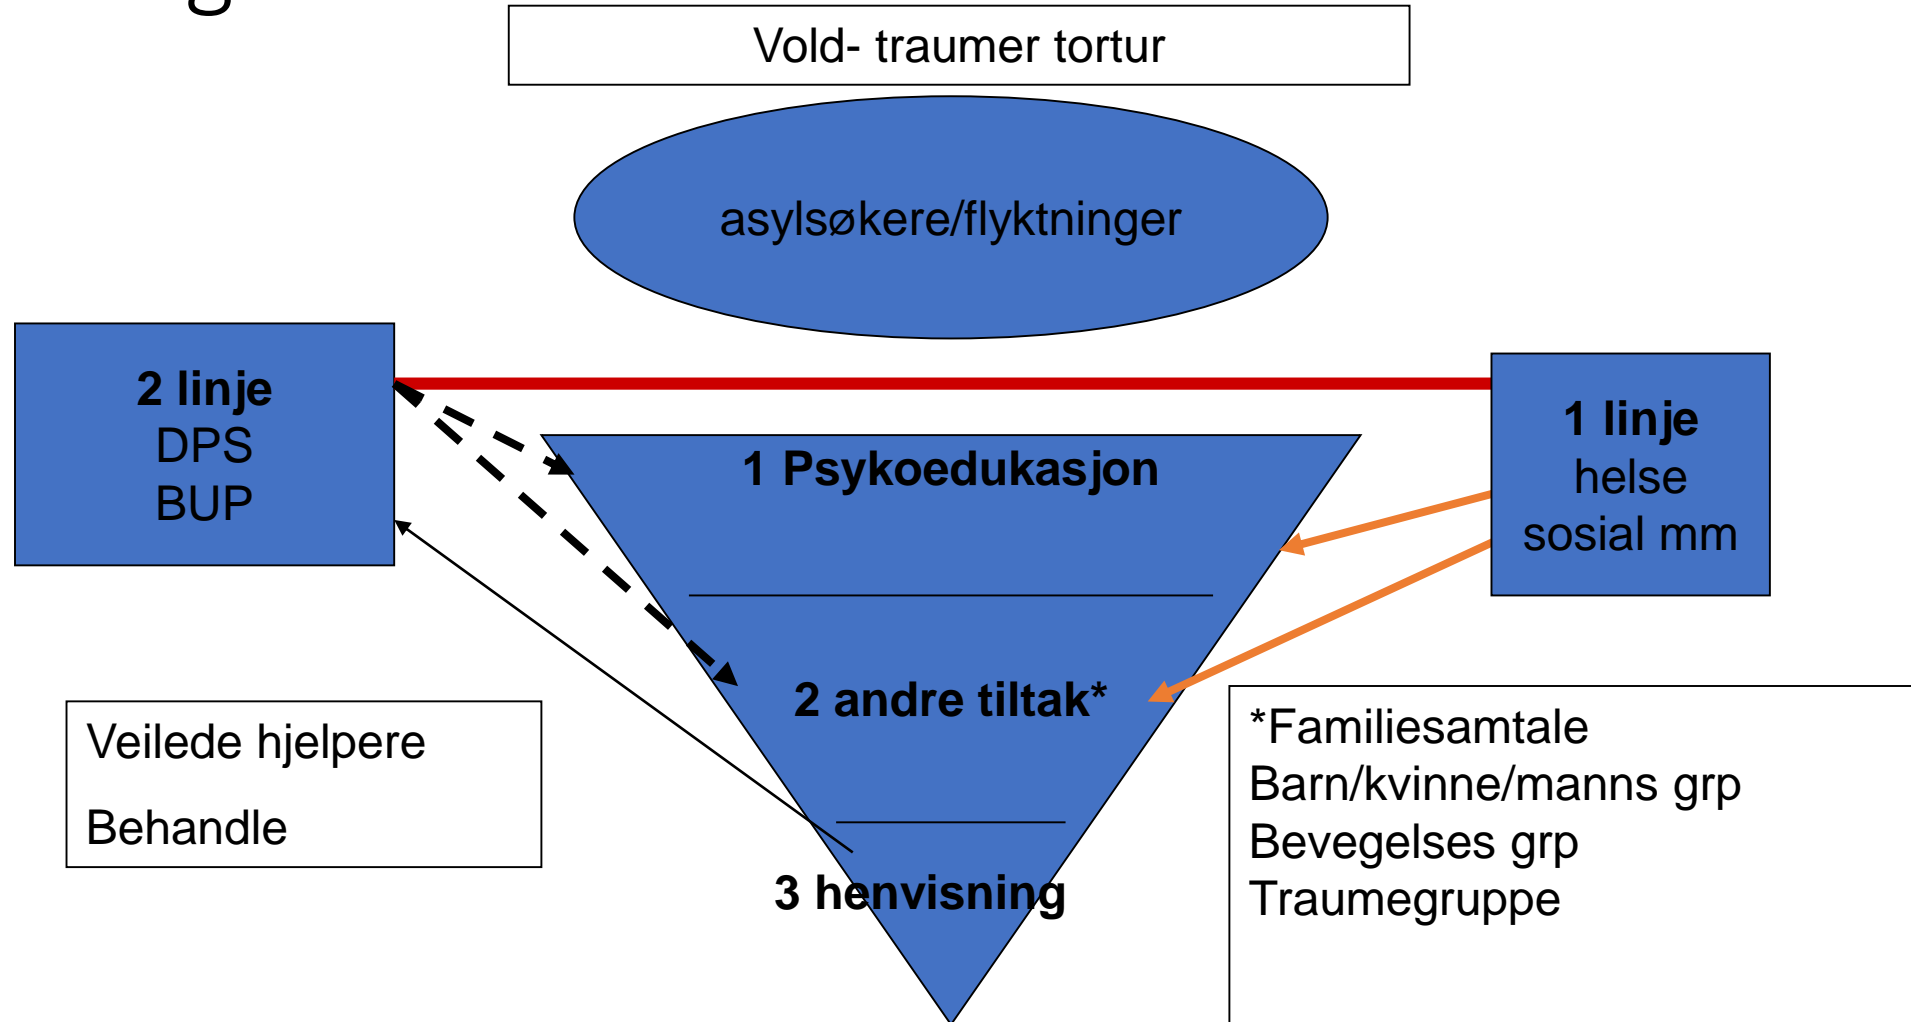 g
Vold- traumer tortur
asylsøkere/flyktninger
2 linje
DPS
BUP
1 linje
helse
sosial mm
1 Psykoedukasjon
2 andre tiltak*
3 henvisning
Veilede hjelpere
Behandle
*Familiesamtale
Barn/kvinne/manns grp
Bevegelses grp
Traumegruppe